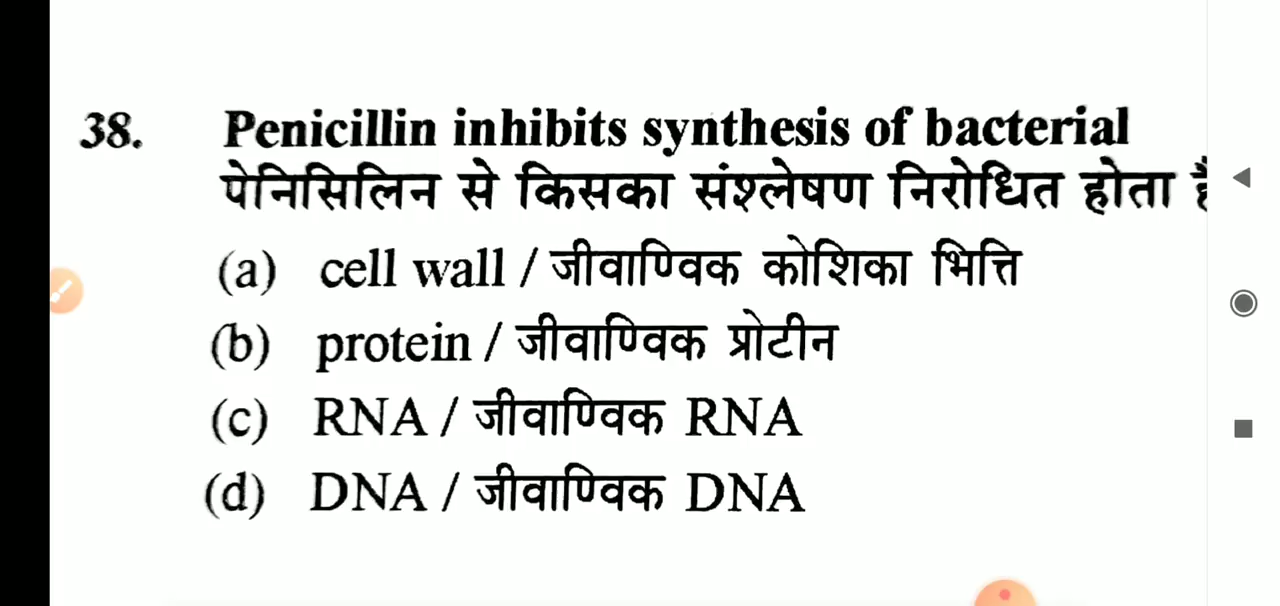 38. Penicillin inhibits synthesis of bacterial
पेनिसिलिन से किसका संश्लेषण निरोधित होता है
(a) cell wall / जीवाण्विक कोशिका भित्ति
(b) protein / जीवाण्विक प्रोटीन
(c) RNA / जीवाण्विक RNA
(d) DNA / जीवाण्विक DNA